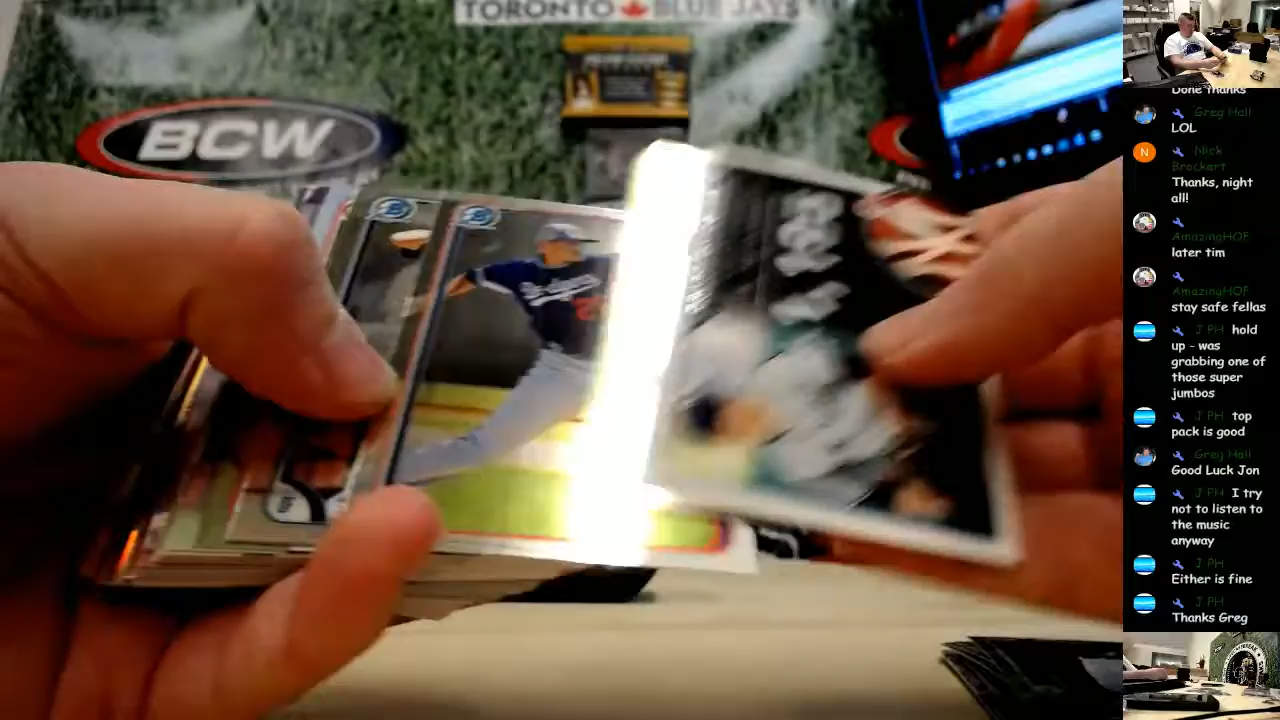 TORONTO BLUE JAYS
BCW
Dodgers
Done thanks
Greg Hall
LOL
Nick
Brockart
Thanks, night
all!
AmazingHOF
later tim
AmazingHOF
stay safe fellas
J PH hold
up - was
grabbing one of
those super
jumbos
J PH top
pack is good
Greg Hall
Good Luck Jon
J PH I try
not to listen to
the music
anyway
J PH
Either is fine
J PH
Thanks Greg